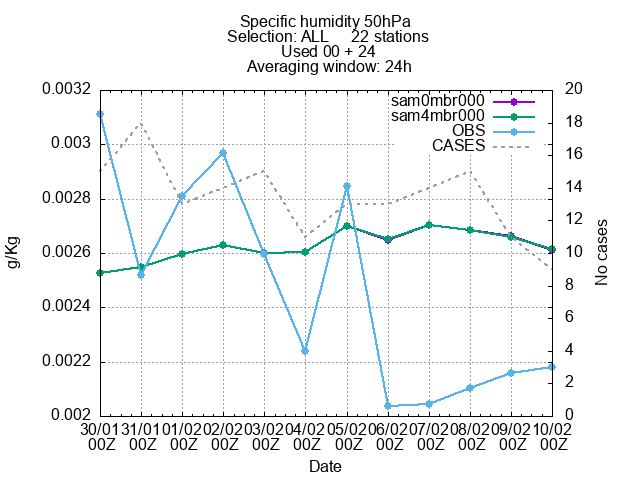 Specific humidity 50hPa
Selection: ALL 22 stations
Used 00 + 24
Averaging window: 24h
sam0mbr000
sam4mbr000
OBS
CASES
0.0032
0.003
0.0028
0.0026
0.0024
0.0022
0.002
g/Kg
20
18
16
14
12
10
8
6
4
2
0
No cases
30/01 31/01 01/02 02/02 03/02 04/02 05/02 06/02 07/02 08/02 09/02 10/02
00Z 00Z 00Z 00Z 00Z 00Z 00Z 00Z 00Z 00Z 00Z 00Z
Date